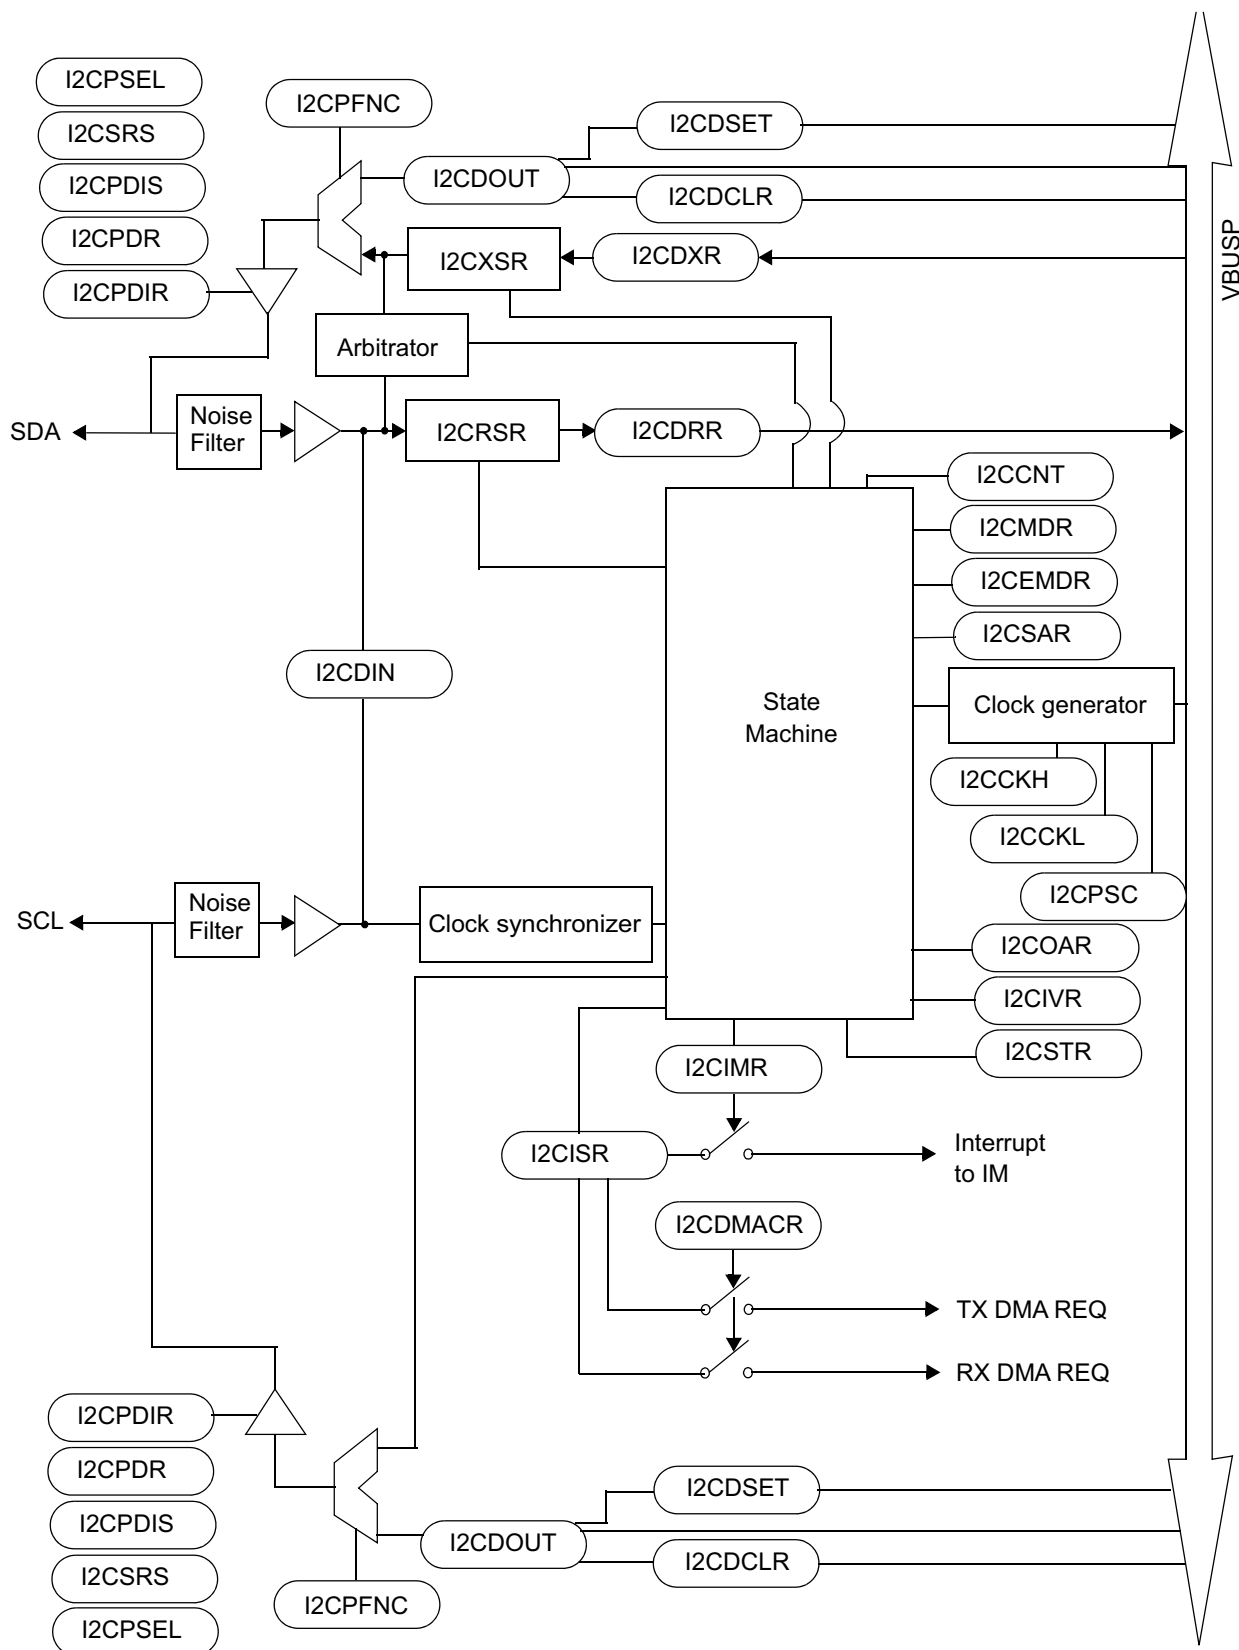 I2CPSEL
I2CPFNC
I2CDSET
I2CSRS
I2CDOUT
I2CPDIS
I2CDCLR
I2CPDR
VBUSP
I2CXSR
I2CDXR
I2CPDIR
Arbitrator
SDA
Noise
Filter
I2CRSR
I2CDRR
I2CCNT
I2CMDR
I2CEMDR
I2CSAR
I2CDIN
State
Machine
Clock generator
I2CCKH
I2CCKL
I2CPSC
SCL
Noise
Filter
Clock synchronizer
I2COAR
I2CIVR
I2CSTR
I2CIMR
I2CISR
Interrupt
to IM
I2CDMACR
TX DMA REQ
RX DMA REQ
I2CPDIR
I2CPDR
I2CDSET
I2CPDIS
I2CDOUT
I2CDCLR
I2CSRS
I2CPFNC
I2CPSEL